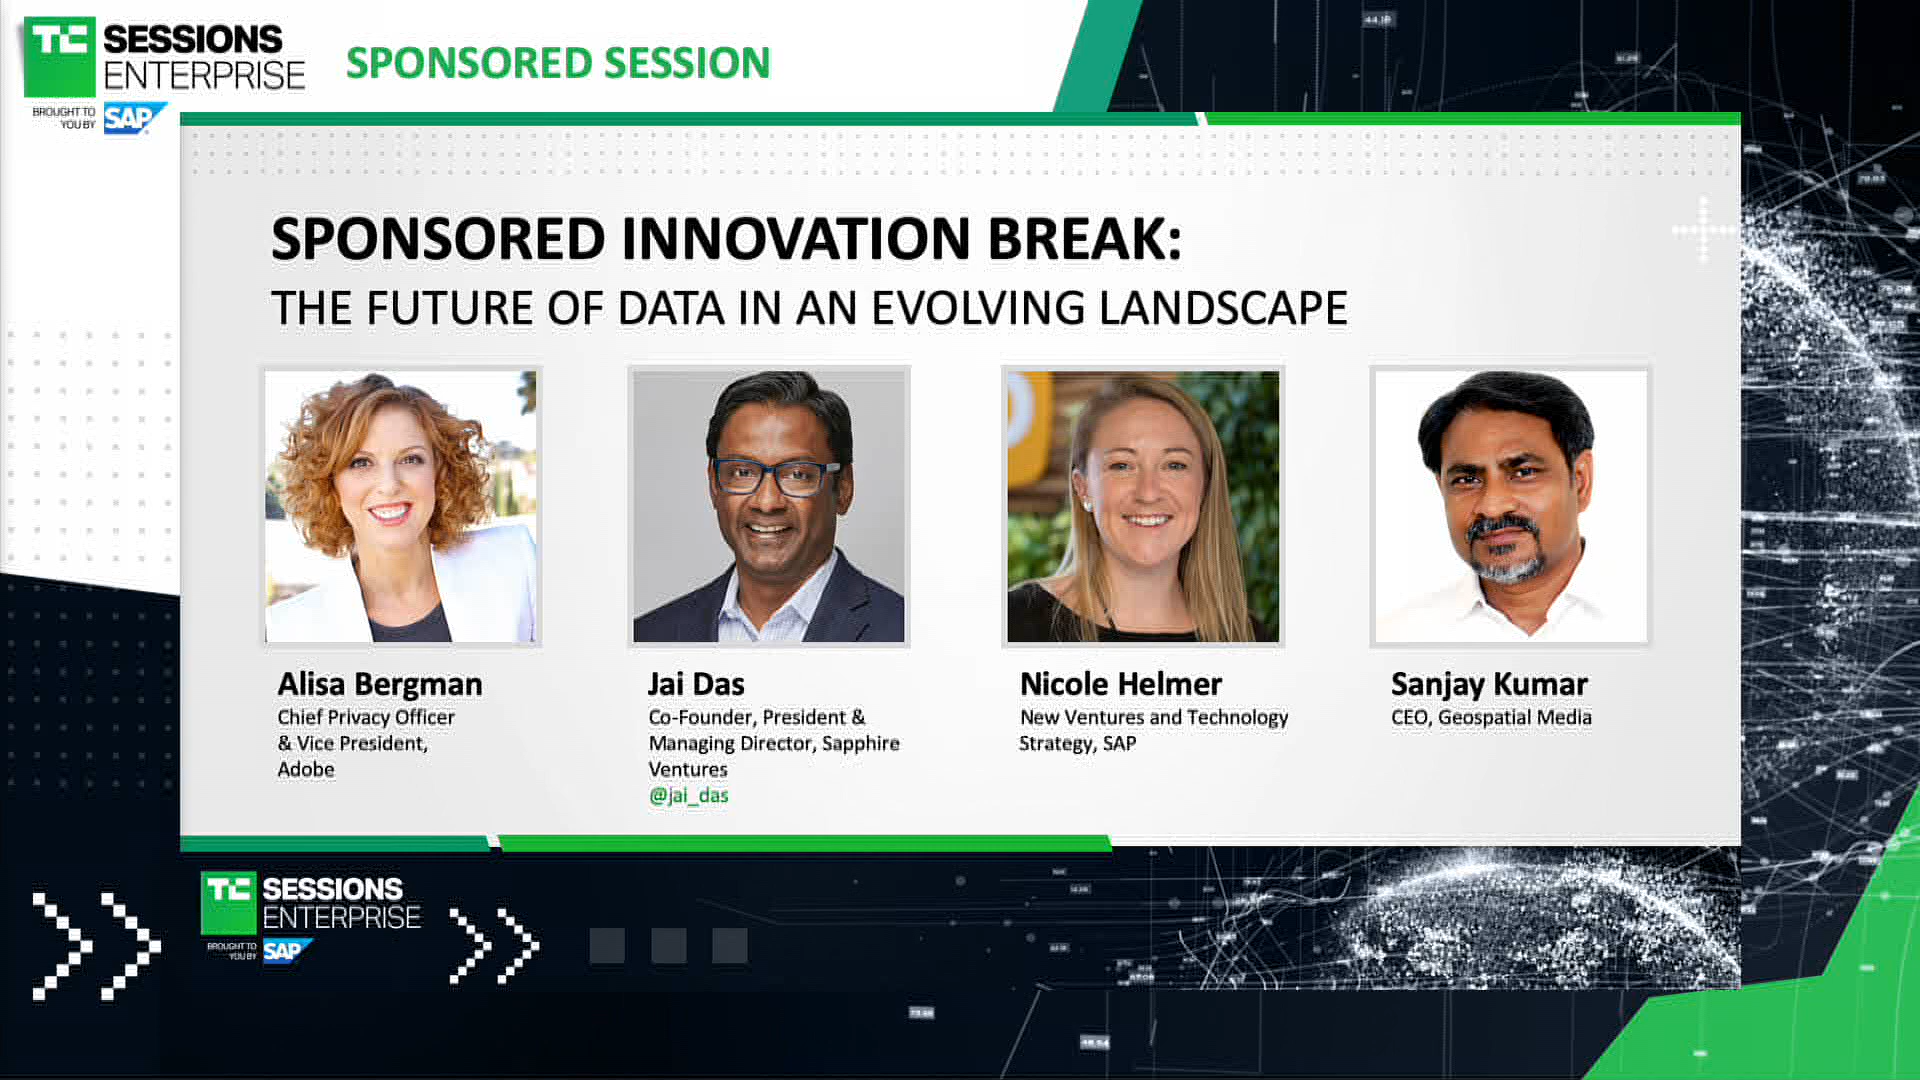 TC SESSIONS
ENTERPRISE
BROUGHT TO
YOU BY SAP
SPONSORED SESSION
44.18
SPONSORED INNOVATION BREAK:
THE FUTURE OF DATA IN AN EVOLVING LANDSCAPE
Alisa Bergman
Chief Privacy Officer
& Vice President,
Adobe
Jai Das
Co-Founder, President &
Managing Director, Sapphire
Ventures
@jai_das
Nicole Helmer
New Ventures and Technology
Strategy, SAP
Sanjay Kumar
CEO, Geospatial Media
TC SESSIONS
ENTERPRISE
BROUGHT TO
YOU BY SAP